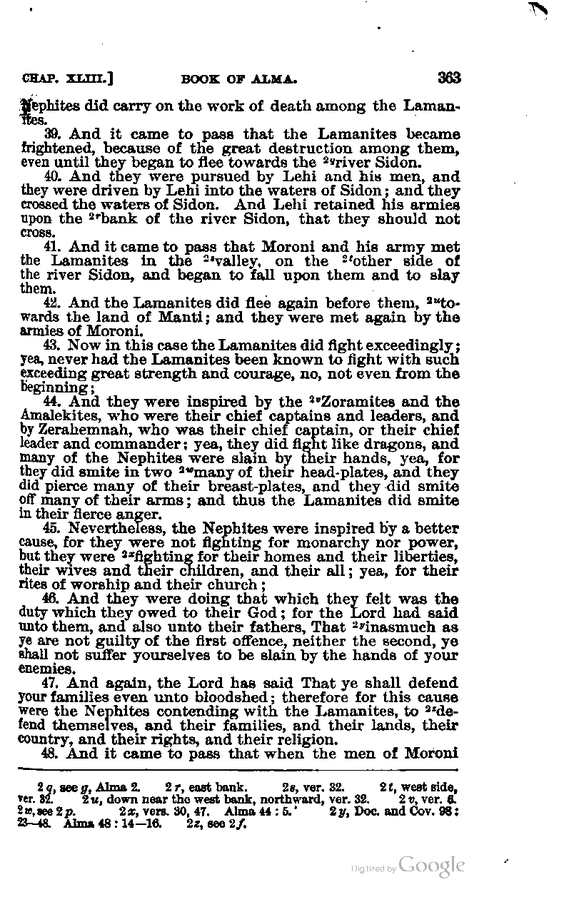 CHAP. XLIII.] BOOK OF ALMA. 363
Nephites did carry on the work of death among the Laman-
ites.
39. And it came to pass that the Lamanites became
frightened, because of the great destruction among them,
even until they began to flee towards the 2qriver Sidon.
40. And they were pursued by Lehi and his men, and
they were driven by Lehi into the waters of Sidon; and they
crossed the waters of Sidon. And Lehi retained his armies
upon the 2rbank of the river Sidon, that they should not
cross.
41. And it came to pass that Moroni and his army met
the Lamanites in the 2svalley, on the 2tother side of
the river Sidon, and began to fall upon them and to slay
them.
42. And the Lamanites did flee again before them, 2uto-
wards the land of Manti; and they were met again by the
armies of Moroni.
43. Now in this case the Lamanites did fight exceedingly;
yea, never had the Lamanites been known to fight with such
exceeding great strength and courage, no, not even from the
beginning;
44. And they were inspired by the 2vZoramites and the
Amalekites, who were their chief captains and leaders, and
by Zerahemnah, who was their chief captain, or their chief
leader and commander; yea, they did fight like dragons, and
many of the Nephites were slain by their hands, yea, for
they did smite in two 2wmany of their head-plates, and they
did pierce many of their breast-plates, and they did smite
off many of their arms; and thus the Lamanites did smite
in their fierce anger.
45. Nevertheless, the Nephites were inspired by a better
cause, for they were not fighting for monarchy nor power,
but they were 2xfighting for their homes and their liberties,
their wives and their children, and their all; yea, for their
rites of worship and their church;
46. And they were doing that which they felt was the
duty which they owed to their God; for the Lord had said
unto them, and also unto their fathers, That 2yinasmuch as
ye are not guilty of the first offence, neither the second, ye
shall not suffer yourselves to be slain by the hands of your
enemies.
47. And again, the Lord has said That ye shall defend
your families even unto bloodshed; therefore for this cause
were the Nephites contending with the Lamanites, to 2zde-
fend themselves, and their families, and their lands, their
country, and their rights, and their religion.
48. And it came to pass that when the men of Moroni
2 q, see g, Alma 2. 2 r, east bank. 2s, ver. 32. 2 t, west side,
ver. 32. 2 u, down near the west bank, northward, ver. 32. 2 v, ver. 6.
2 w, see 2 p. 2 x, vers. 30, 47. Alma 44 : 5. 2 y, Doc. and Cov. 98 :
23—48. Alma 48 : 14—16. 2z, see 2 f.
Digitized by Google